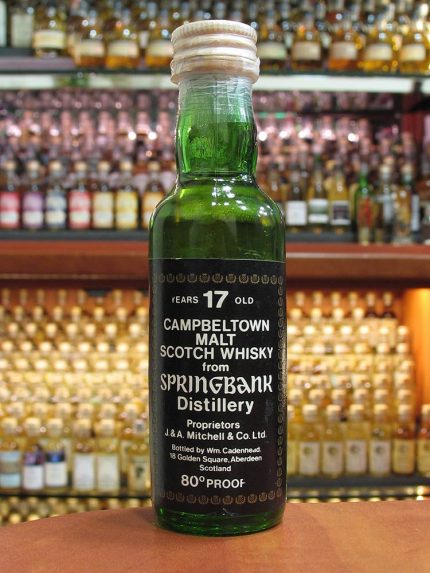 YEARS 17 OLD
CAMPBELTOWN
MALT
SCOTCH WHISKY
from
SPRINGBANK
Distillery
Proprietors
J.&A. Mitchell & Co. Ltd.
Bottled by Wm. Cadenhead.
18 Golden Square, Aberdeen
Scotland
80º PROOF